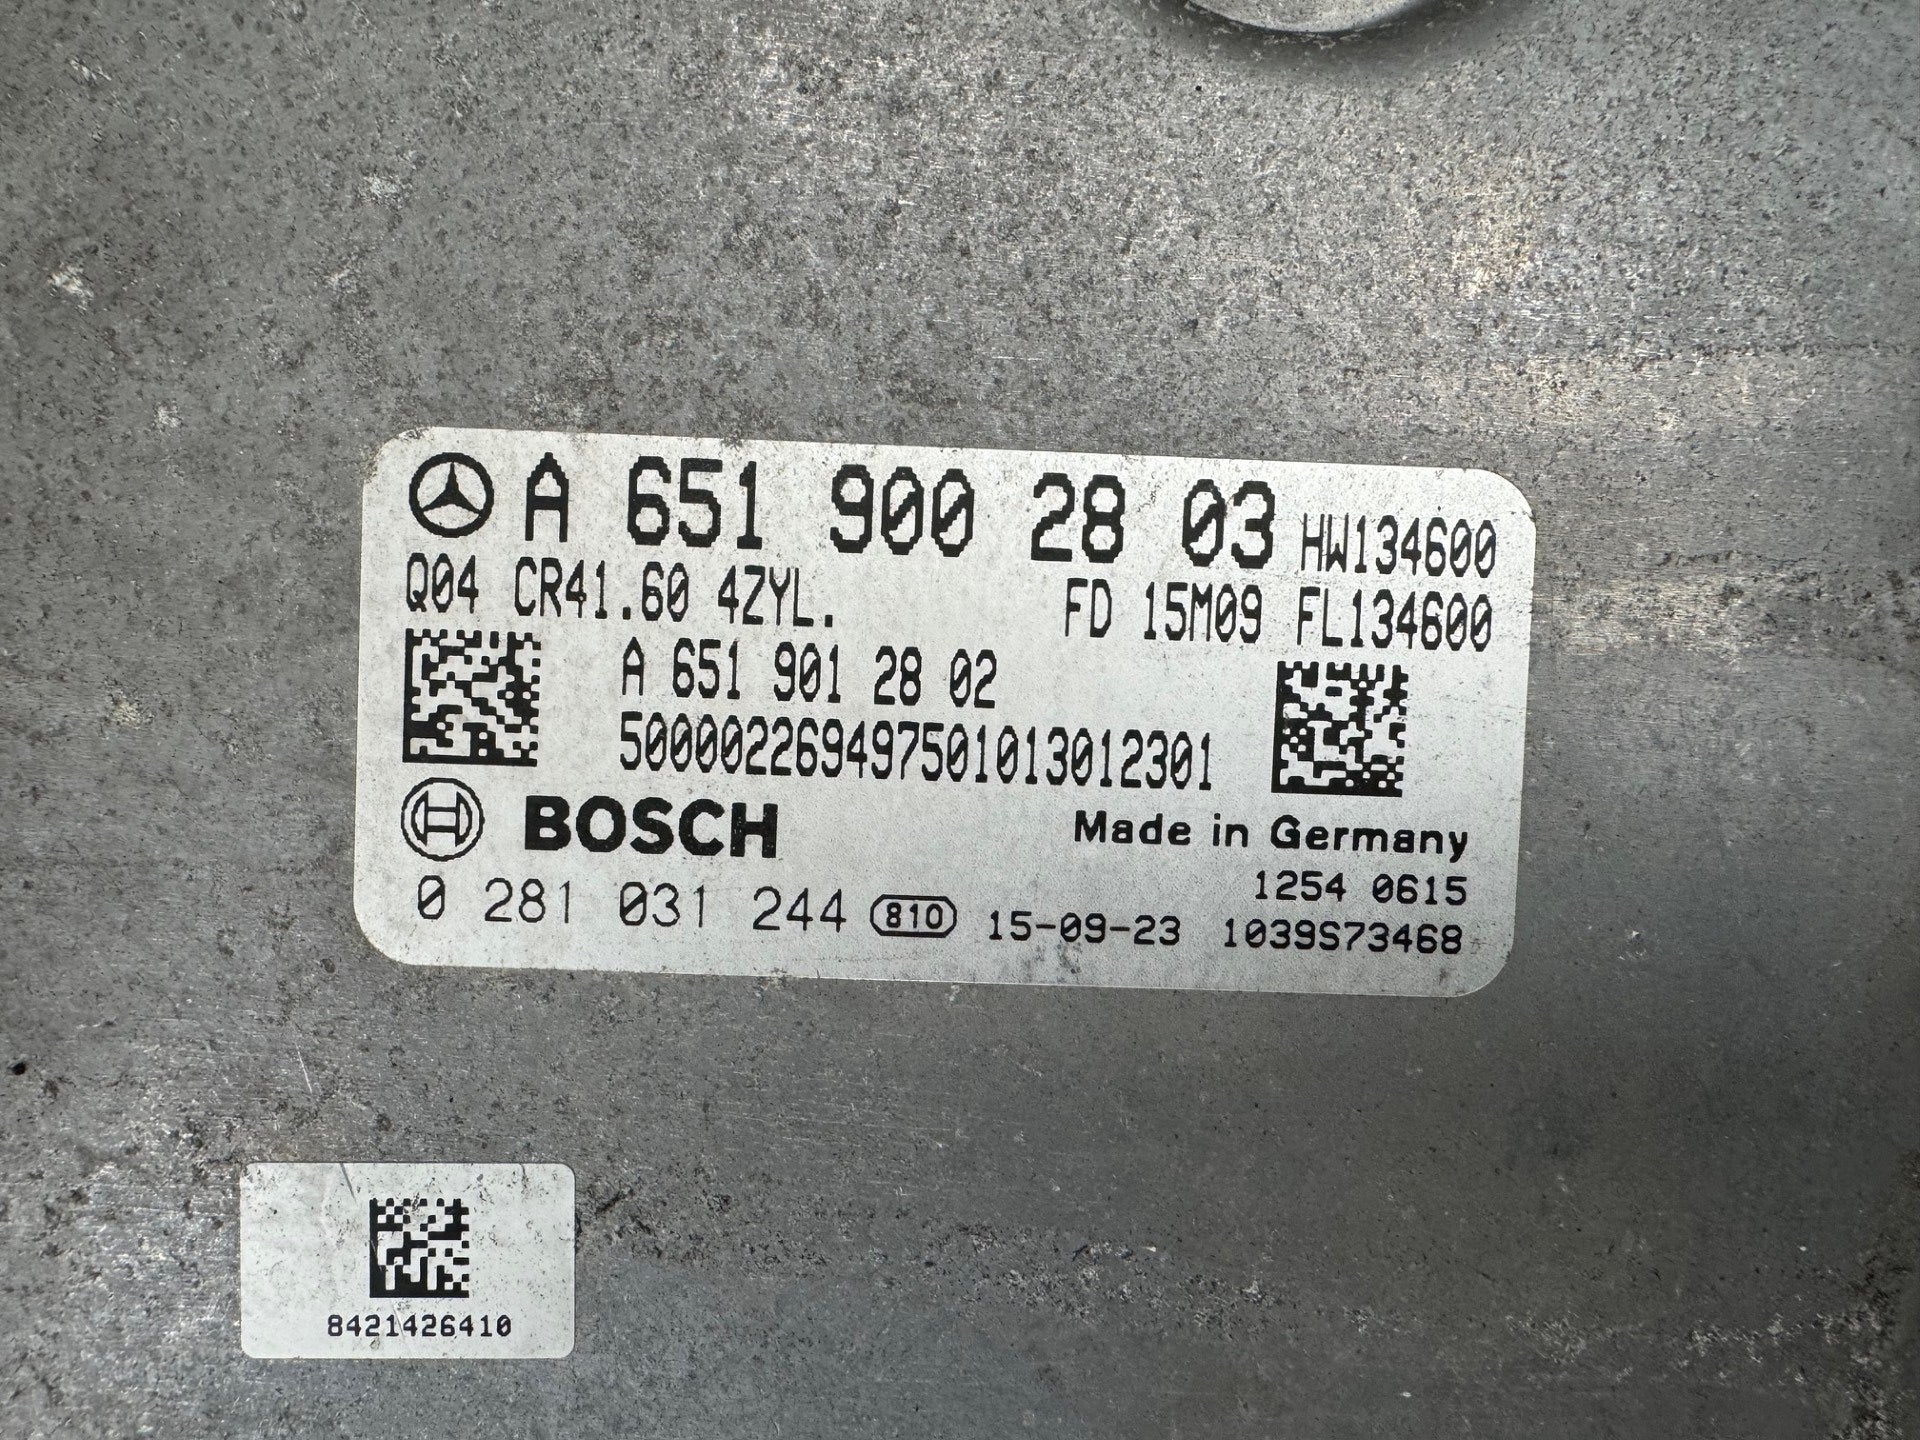 A 651 900 28 03 HW134600
Q04 CR41.60 4ZYL. FD 15M09 FL134600
A 651 901 28 02
500002269497501013012301
BOSCH Made in Germany
1254 0615
0 281 031 244 810 15-09-23 1039S73468
8421426410